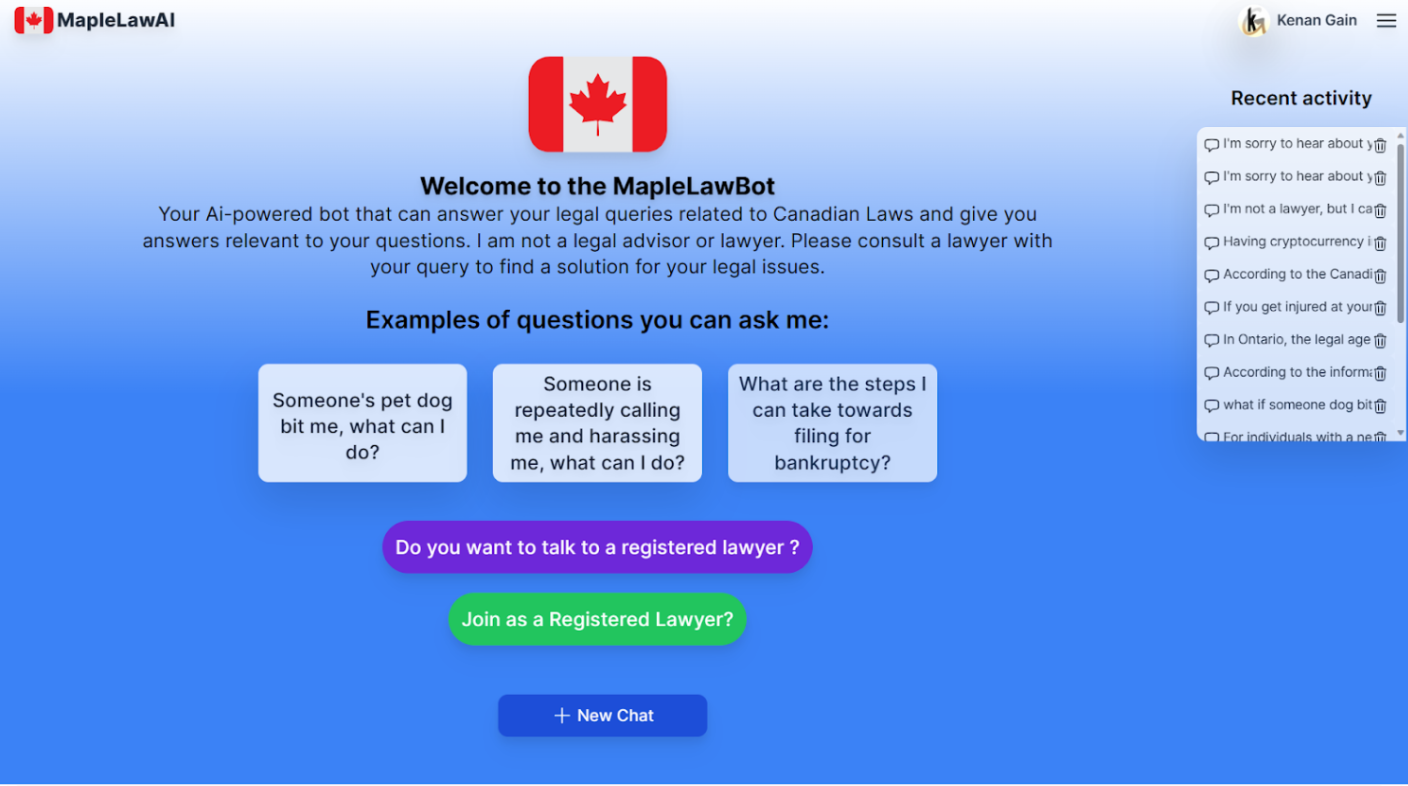 MapleLawAI
Kenan Gain
Welcome to the MapleLawBot
Your Ai-powered bot that can answer your legal queries related to Canadian Laws and give you
answers relevant to your questions. I am not a legal advisor or lawyer. Please consult a lawyer with
your query to find a solution for your legal issues.
Examples of questions you can ask me:
Someone's pet dog
bit me, what can I
do?
Someone is
repeatedly calling
me and harassing
me, what can I do?
What are the steps I
can take towards
filing for
bankruptcy?
Do you want to talk to a registered lawyer ?
Join as a Registered Lawyer?
New Chat
Recent activity
I'm sorry to hear about
I'm sorry to hear about
I'm not a lawyer, but I
Having cryptocurrency
According to the
If you get injured at your
In Ontario, the legal age
According to the
what if someone dog bit
For individuals with a